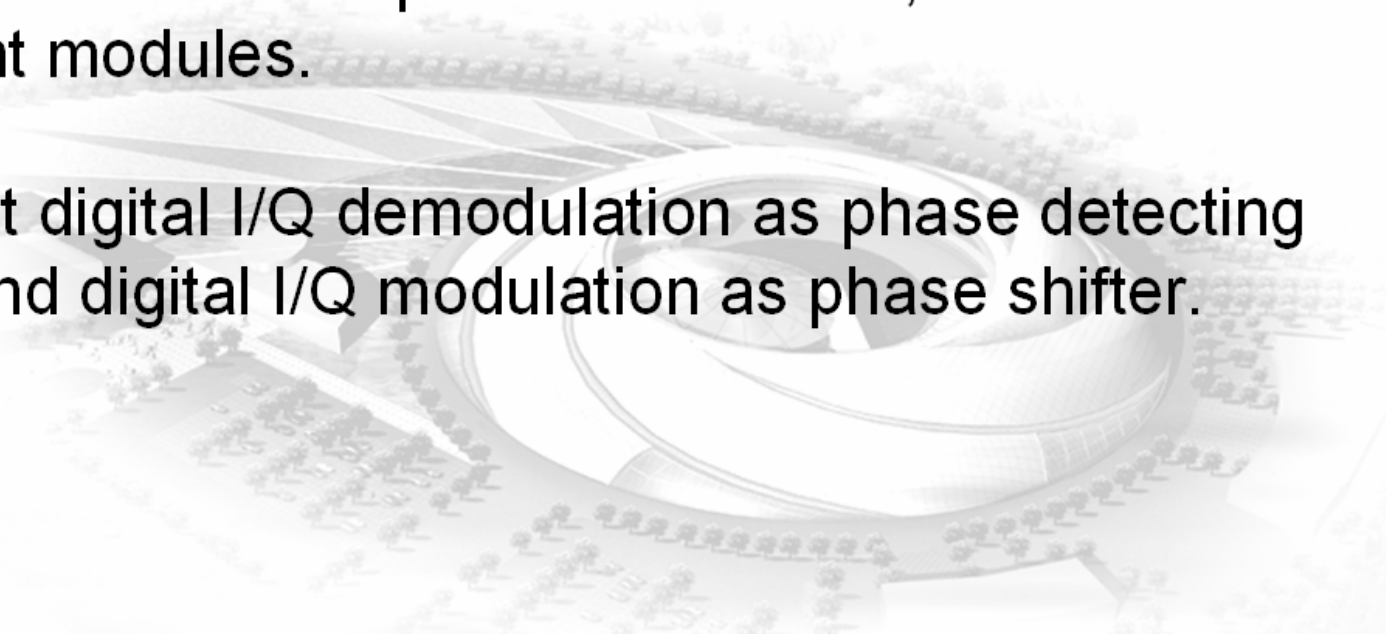 nt modules.
t digital I/Q demodulation as phase detecting
nd digital I/Q modulation as phase shifter.